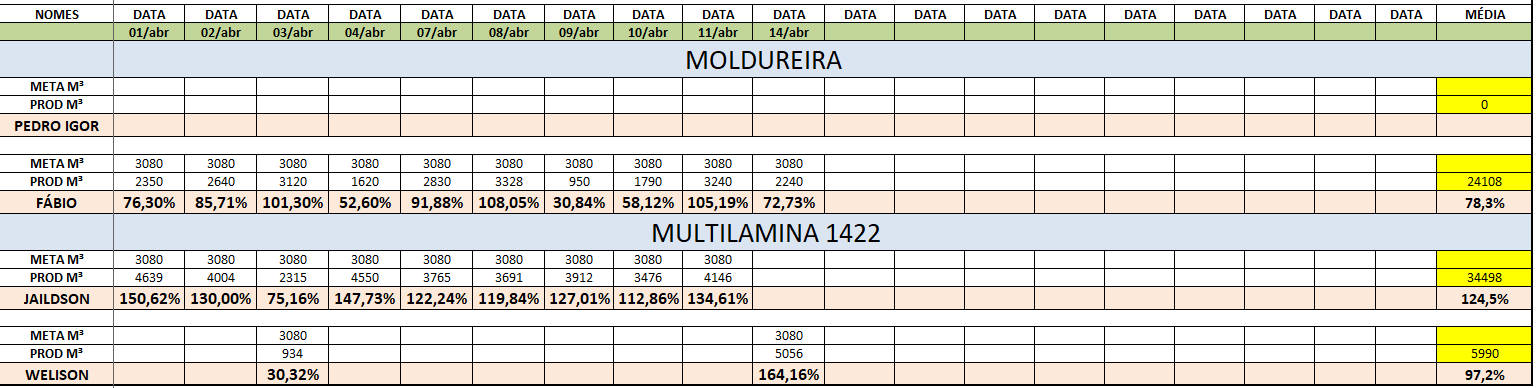 NOMES DATA DATA DATA DATA DATA DATA DATA DATA DATA DATA DATA DATA DATA DATA DATA DATA DATA DATA DATA MÉDIA
01/abr 02/abr 03/abr 04/abr 07/abr 08/abr 09/abr 10/abr 11/abr 14/abr
MOLDUREIRA
META M³
PROD M³ 0
PEDRO IGOR
META M³ 3080 3080 3080 3080 3080 3080 3080 3080 3080 3080
PROD M³ 2350 2640 3120 1620 2830 3328 950 1790 3240 2240 24108
FÁBIO 76,30% 85,71% 101,30% 52,60% 91,88% 108,05% 30,84% 58,12% 105,19% 72,73% 78,3%
MULTILAMINA 1422
META M³ 3080 3080 3080 3080 3080 3080 3080 3080 3080
PROD M³ 4639 4004 2315 4550 3765 3691 3912 3476 4146 34498
JAILDSON 150,62% 130,00% 75,16% 147,73% 122,24% 119,84% 127,01% 112,86% 134,61% 124,5%
META M³ 3080 3080
PROD M³ 934 5056 5990
WELISON 30,32% 164,16% 97,2%